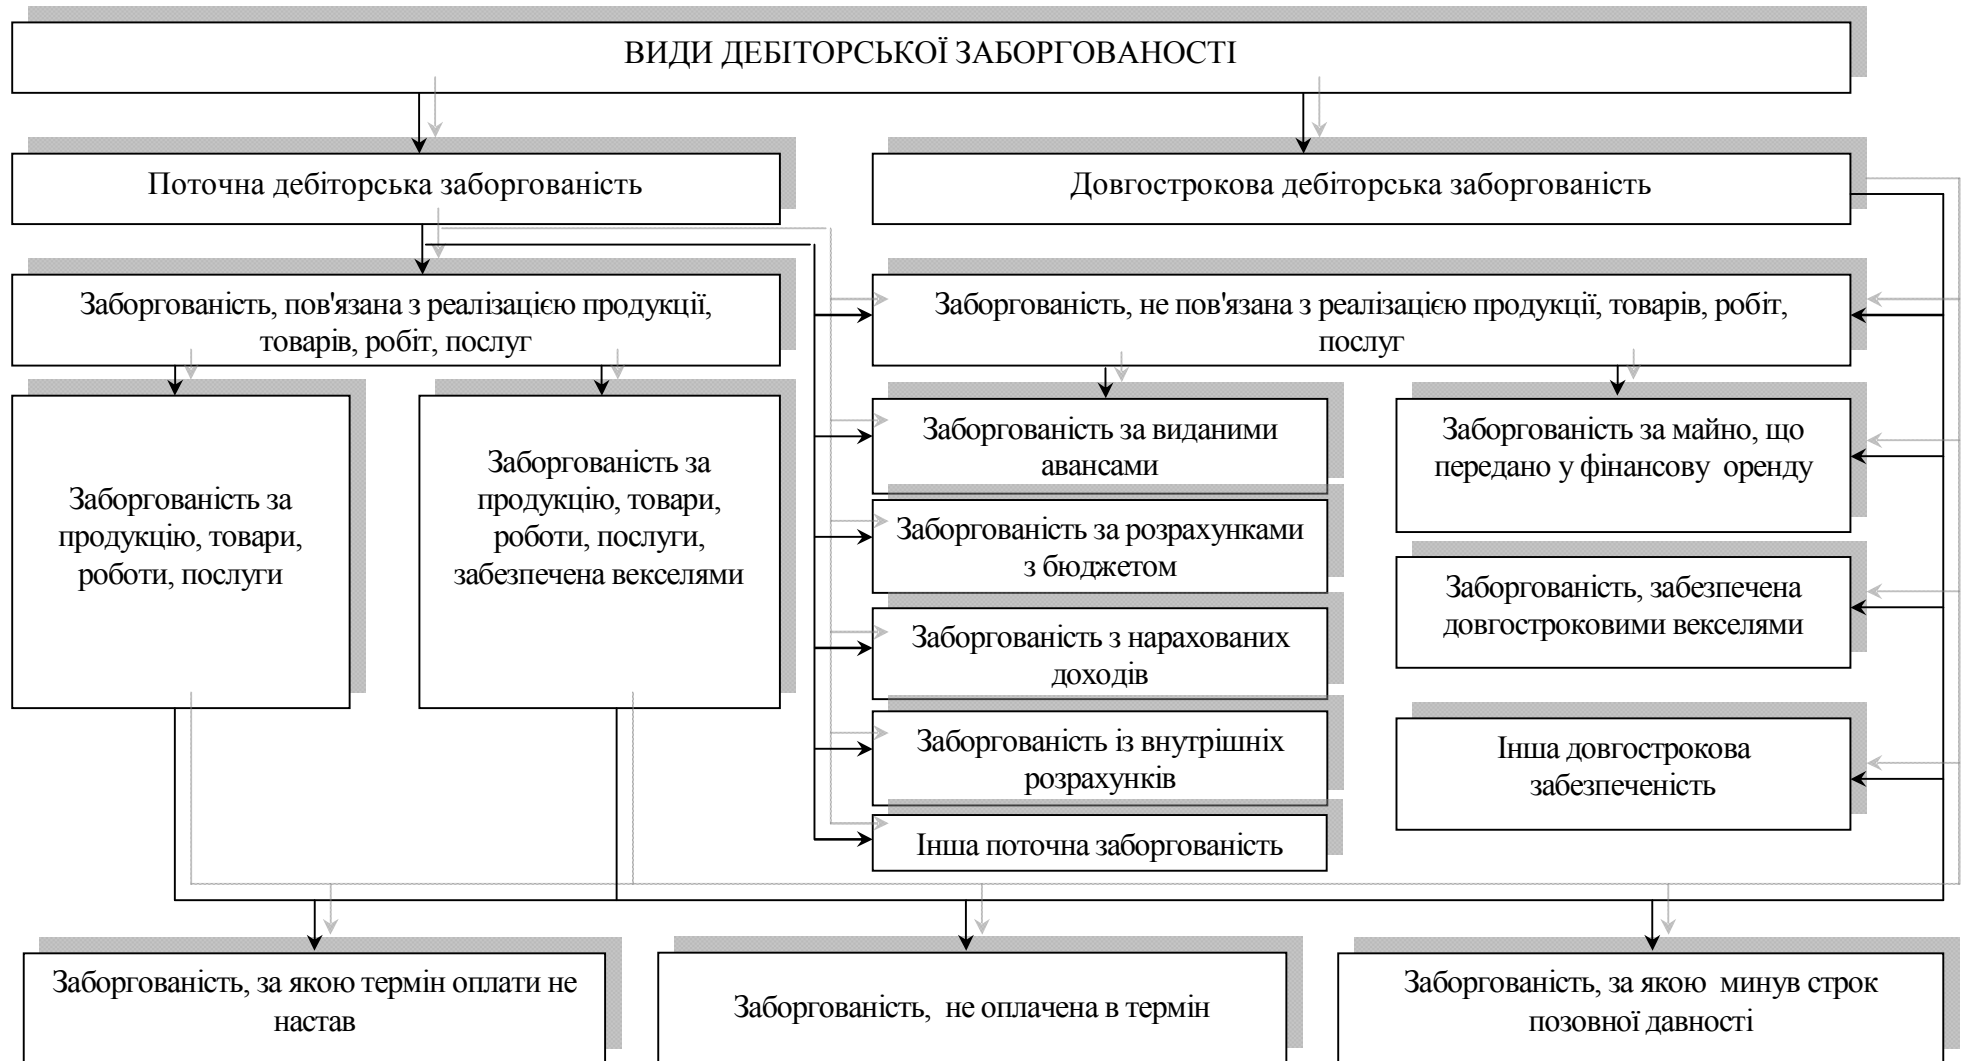 ВИДИ ДЕБІТОРСЬКОЇ ЗАБОРГОВАНОСТІ
Поточна дебіторська заборгованість
Довгострокова дебіторська заборгованість
Заборгованість, пов'язана з реалізацією продукції,
товарів, робіт, послуг
Заборгованість, не пов'язана з реалізацією продукції, товарів, робіт,
послуг
Заборгованість за
продукцію, товари,
роботи, послуги
Заборгованість за
продукцію, товари,
роботи, послуги,
забезпечена векселями
Заборгованість за виданими
авансами
Заборгованість за розрахунками
з бюджетом
Заборгованість з нарахованих
доходів
Заборгованість із внутрішніх
розрахунків
Інша поточна заборгованість
Заборгованість за майно, що
передано у фінансову оренду
Заборгованість, забезпечена
довгостроковими векселями
Інша довгострокова
забезпеченість
Заборгованість, за якою термін оплати не
настав
Заборгованість, не оплачена в термін
Заборгованість, за якою минув строк
позовної давності